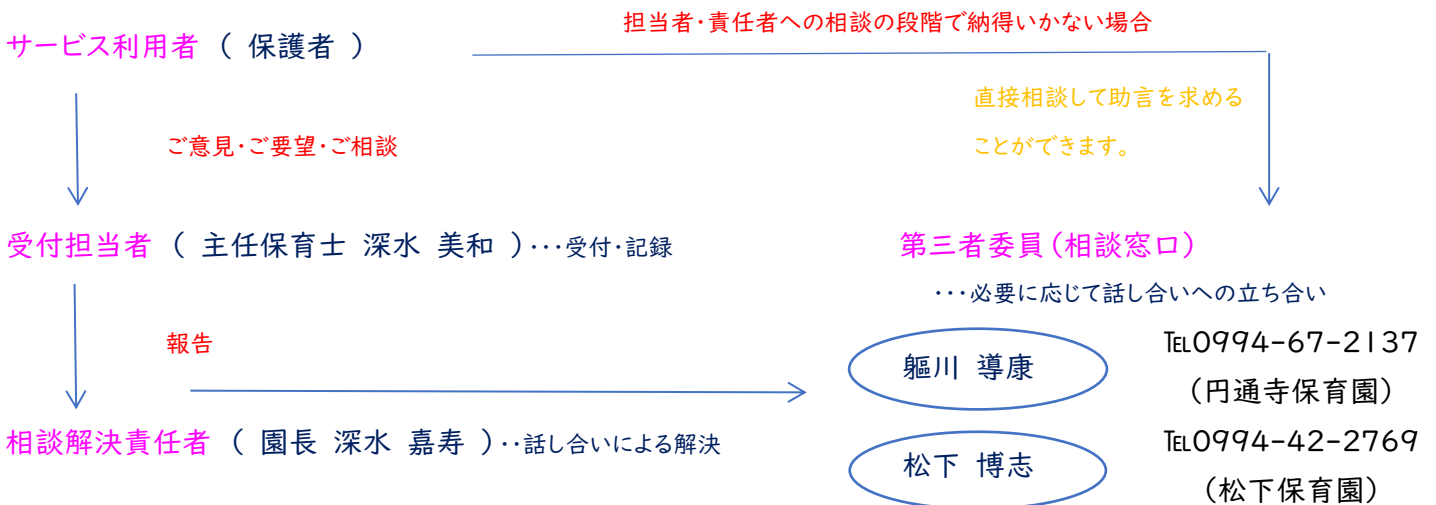 担当者・責任者への相談の段階で納得いかない場合
サービス利用者 ( 保護者 )
直接相談して助言を求める
ことができます。
ご意見・ご要望・ご相談
受付担当者 ( 主任保育士 深水 美和 )・・・受付・記録
第三者委員(相談窓口)
・・・必要に応じて話し合いへの立ち合い
報告
軀川 導康
℡0994-67-2137
(円通寺保育園)
相談解決責任者 ( 園長 深水 嘉寿 )・・話し合いによる解決
松下 博志
℡0994-42-2769
(松下保育園)